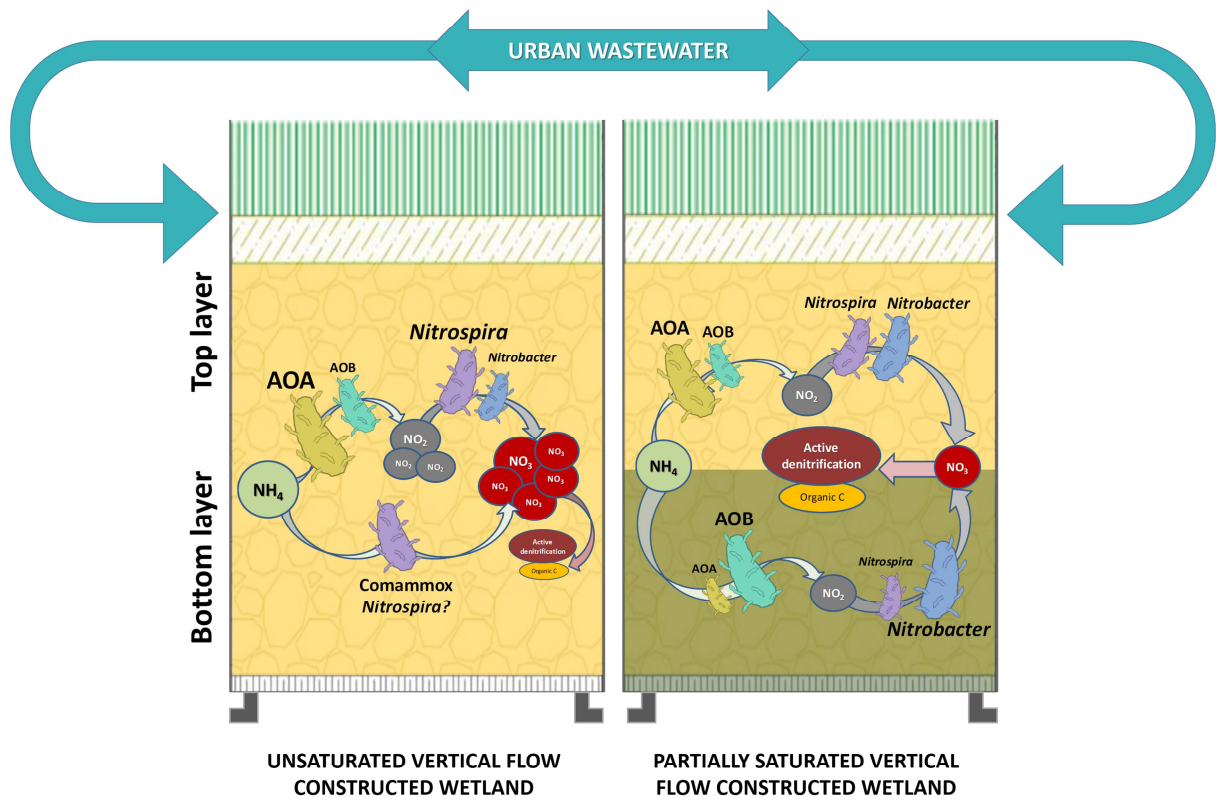 URBAN WASTEWATER
Top layer
Bottom layer
AOA
AOB
Nitrospira
Nitrobacter
NO2
NO2
NO2
NO3
NO3
NO3
NO3
NO3
NH4
Comammox
Nitrospira?
Active
denitrification
Organic C
UNSATURATED VERTICAL FLOW
CONSTRUCTED WETLAND
AOA
AOB
Nitrospira
Nitrobacter
NO2
NH4
Active
denitrification
Organic C
NO3
AOA
AOB
NO2
Nitrospira
Nitrobacter
PARTIALLY SATURATED VERTICAL
FLOW CONSTRUCTED WETLAND